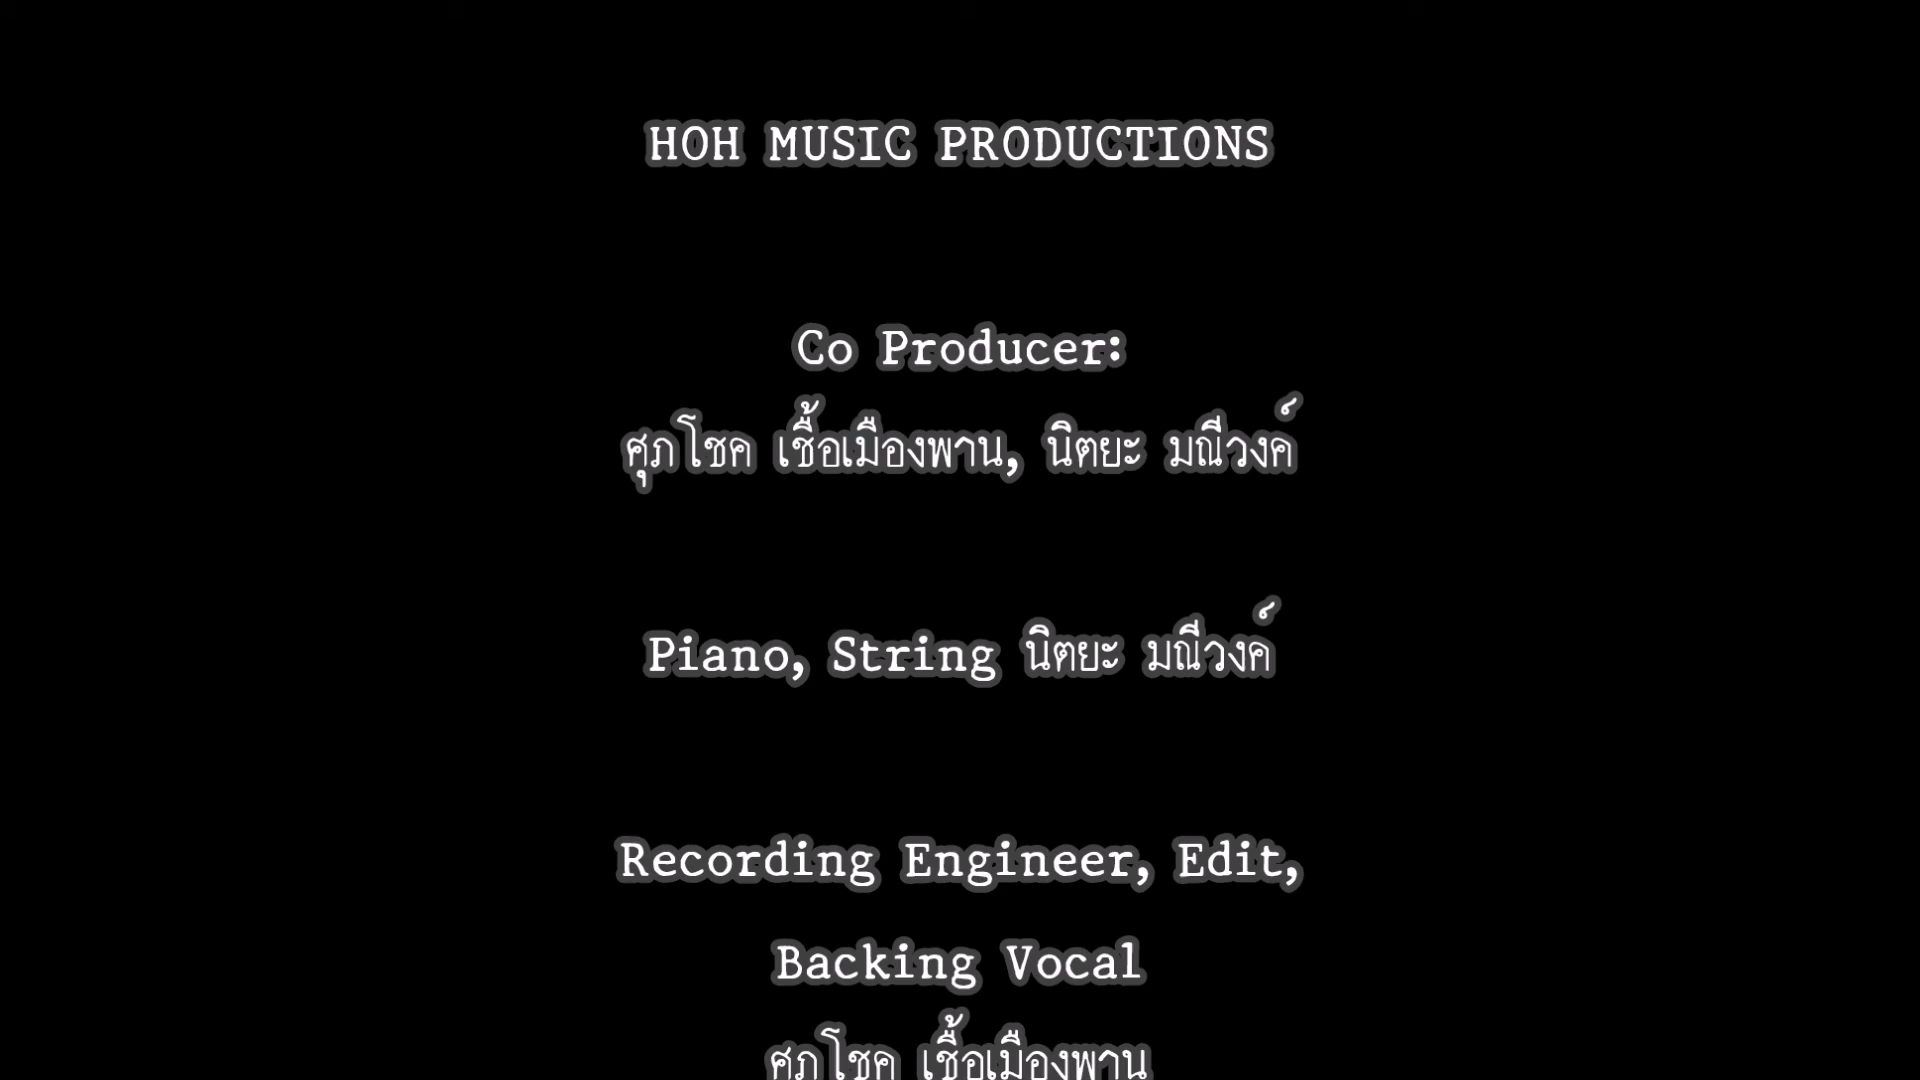 HOH MUSIC PRODUCTIONS
Co Producer:
ศุภโชค เชื้อเมืองพาน, นิตยะ มณีวงค์
Piano, String นิตยะ มณีวงค์
Recording Engineer, Edit,
Backing Vocal
ศุภโชค เชื้อเมืองพาน